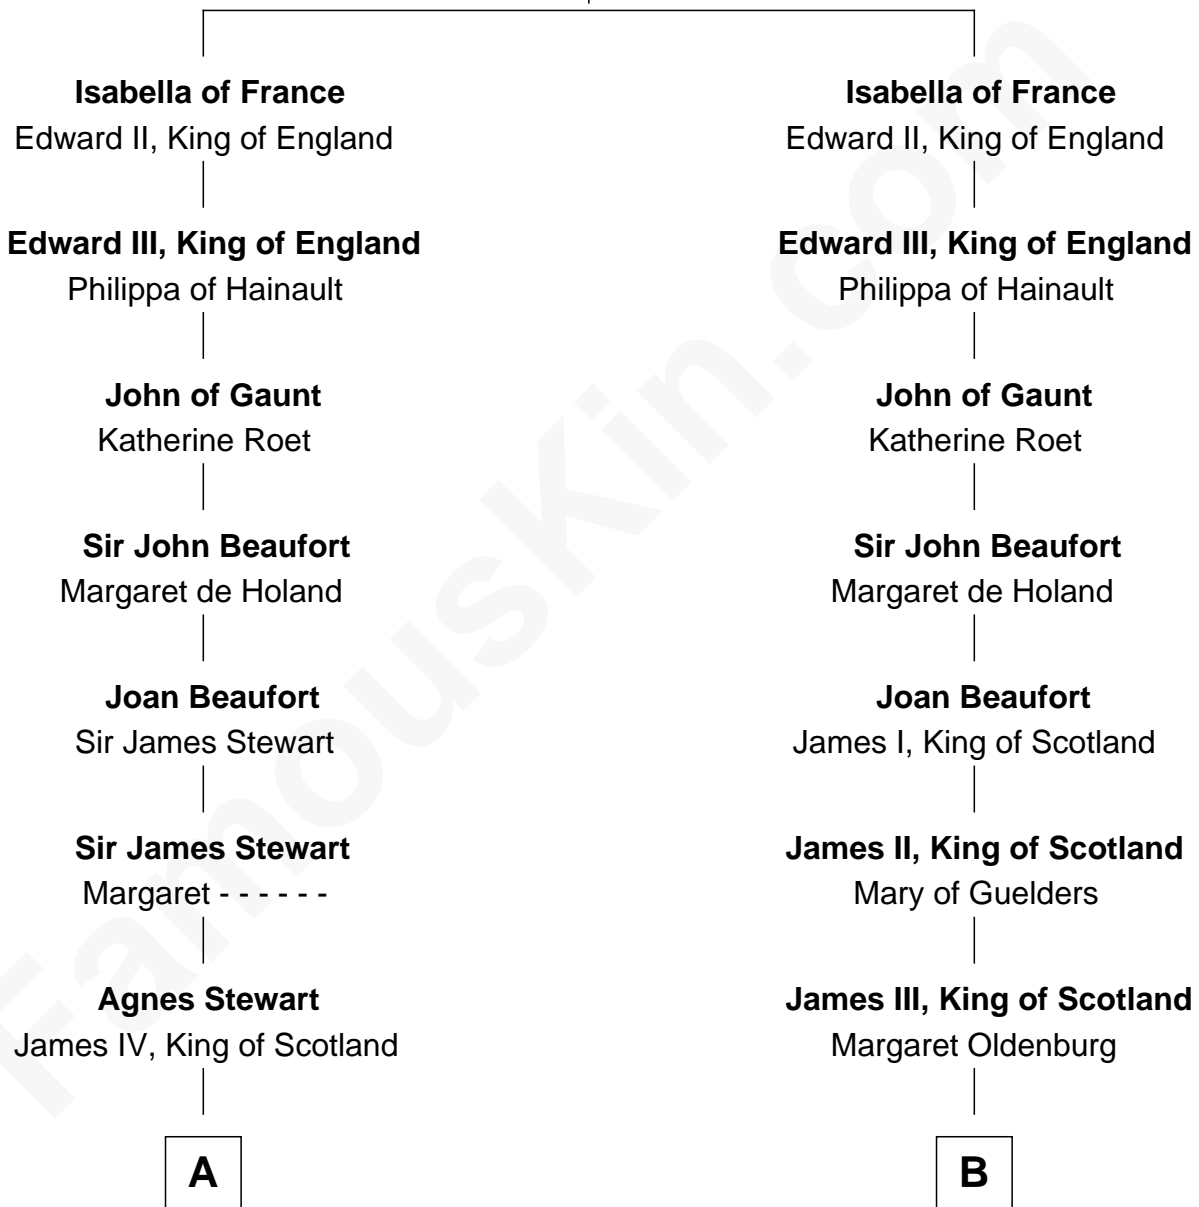 Isabella of France
Edward II, King of England
Edward III, King of England
Philippa of Hainault
John of Gaunt
Katherine Roet
Sir John Beaufort
Margaret de Holand
Joan Beaufort
Sir James Stewart
Sir James Stewart
Margaret - - - - - -
Agnes Stewart
James IV, King of Scotland
A
Isabella of France
Edward II, King of England
Edward III, King of England
Philippa of Hainault
John of Gaunt
Katherine Roet
Sir John Beaufort
Margaret de Holand
Joan Beaufort
James I, King of Scotland
James II, King of Scotland
Mary of Guelders
James III, King of Scotland
Margaret Oldenburg
B
FamousKin.com